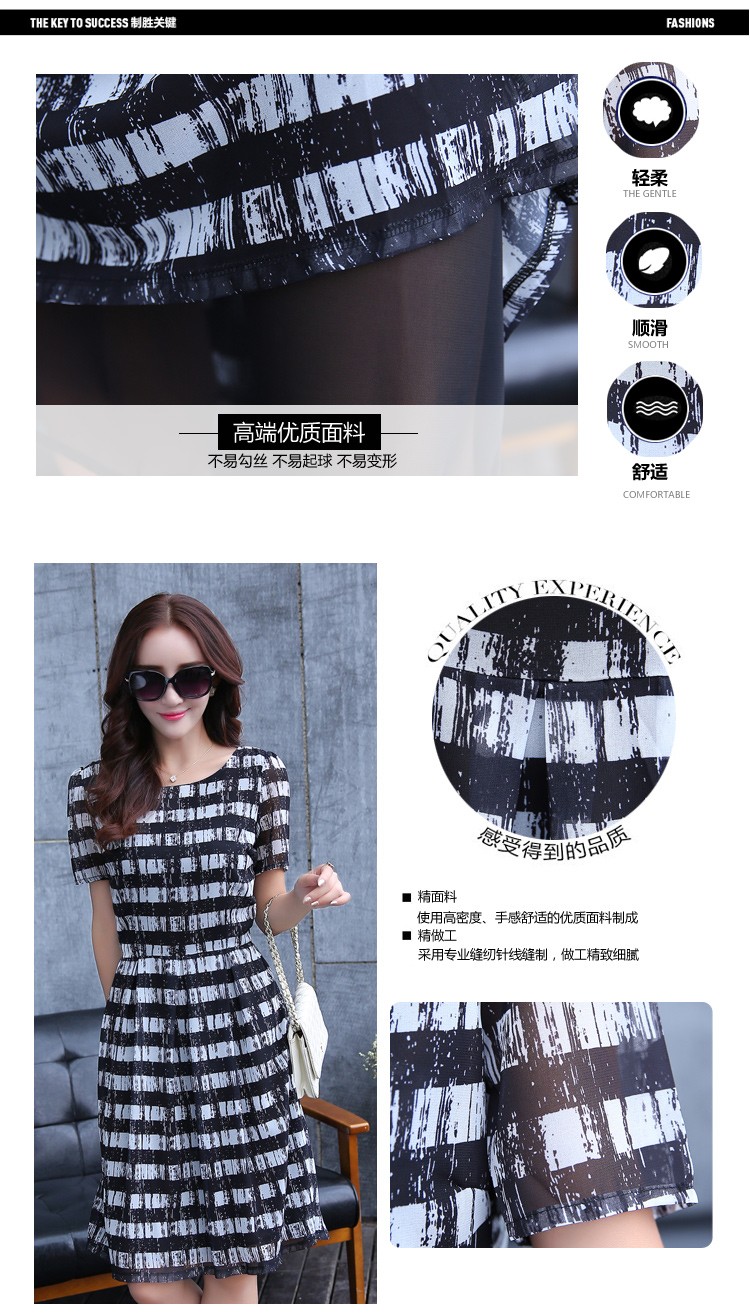 THE KEY TO SUCCESS 制胜关键
FASHIONS
轻柔
THE GENTLE
顺滑
SMOOTH
舒适
COMFORTABLE
高端优质面料
不易勾丝 不易起球 不易变形
QUALITY EXPERIENCE
感受得到的品质
■ 精面料
使用高密度、手感舒适的优质面料制成
■ 精做工
采用专业缝纫针线缝制，做工精致细腻